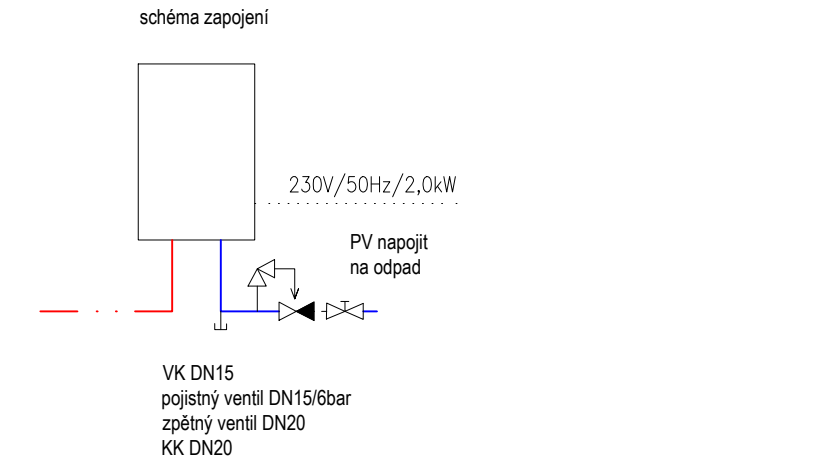 schéma zapojení
230V/50Hz/2,0kW
PV napojit
na odpad
VK DN15
pojistný ventil DN15/6bar
zpětný ventil DN20
KK DN20